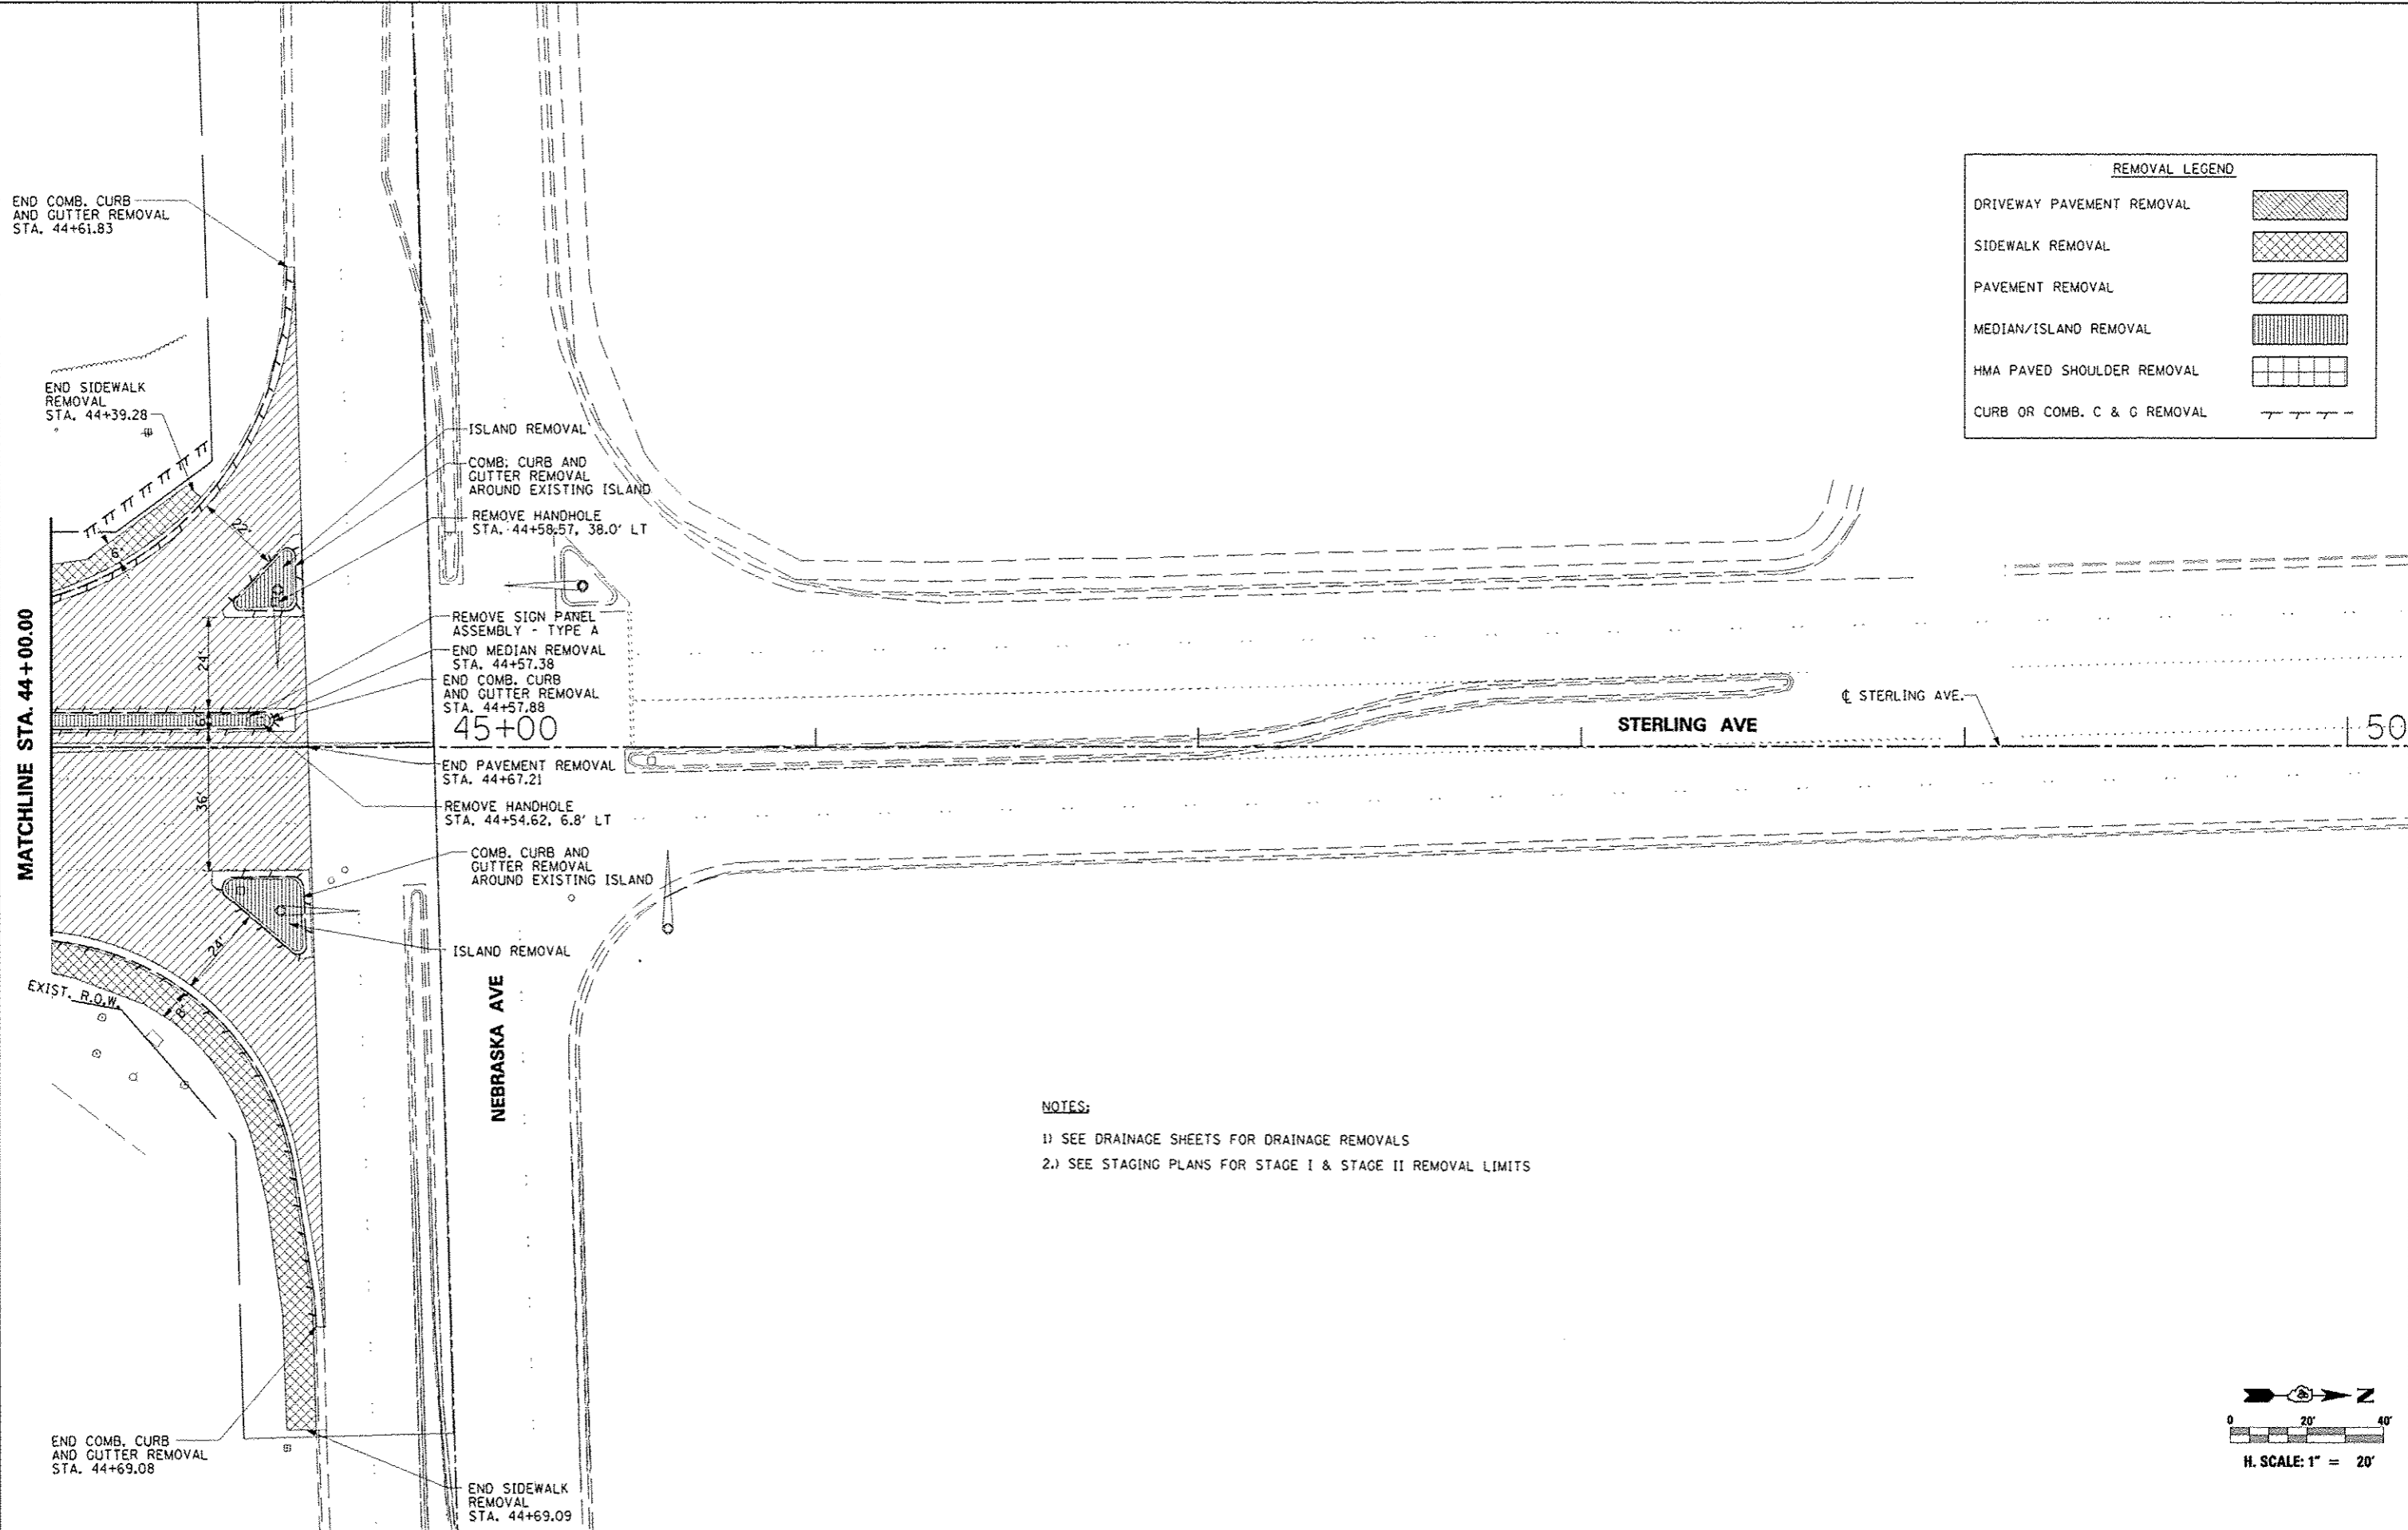 END COMB. CURB
AND GUTTER REMOVAL
STA. 44+61.83
END SIDEWALK
REMOVAL
STA. 44+39.28
MATCHLINE STA. 44+00.00
22'
6'
24'
6'
36'
24'
8'
EXIST. R.O.W.
ISLAND REMOVAL
COMB. CURB AND
GUTTER REMOVAL
AROUND EXISTING ISLAND
REMOVE HANDHOLE
STA. 44+58.57, 38.0' LT
REMOVE SIGN PANEL
ASSEMBLY - TYPE A
END MEDIAN REMOVAL
STA. 44+57.38
END COMB. CURB
AND GUTTER REMOVAL
STA. 44+57.88
45+00
END PAVEMENT REMOVAL
STA. 44+67.21
REMOVE HANDHOLE
STA. 44+54.62, 6.8' LT
COMB. CURB AND
GUTTER REMOVAL
AROUND EXISTING ISLAND
ISLAND REMOVAL
NEBRASKA AVE
END COMB. CURB
AND GUTTER REMOVAL
STA. 44+69.08
END SIDEWALK
REMOVAL
STA. 44+69.09
STERLING AVE
℄ STERLING AVE.
50
REMOVAL LEGEND
DRIVEWAY PAVEMENT REMOVAL
SIDEWALK REMOVAL
PAVEMENT REMOVAL
MEDIAN/ISLAND REMOVAL
HMA PAVED SHOULDER REMOVAL
CURB OR COMB. C & G REMOVAL
NOTES:
1) SEE DRAINAGE SHEETS FOR DRAINAGE REMOVALS
2.) SEE STAGING PLANS FOR STAGE I & STAGE II REMOVAL LIMITS
Z
0 20' 40'
H. SCALE: 1" = 20'